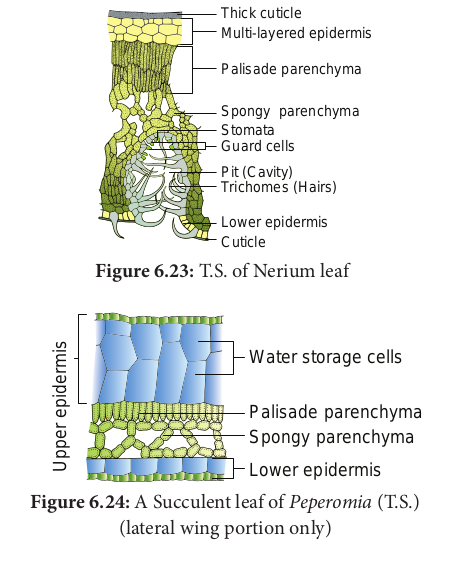 Thick cuticle
Multi-layered epidermis
Palisade parenchyma
Spongy parenchyma
Stomata
Guard cells
Pit (Cavity)
Trichomes (Hairs)
Lower epidermis
Cuticle
Figure 6.23: T.S. of Nerium leaf
Upper epidermis
Water storage cells
Palisade parenchyma
Spongy parenchyma
Lower epidermis
Figure 6.24: A Succulent leaf of Peperomia (T.S.)
(lateral wing portion only)